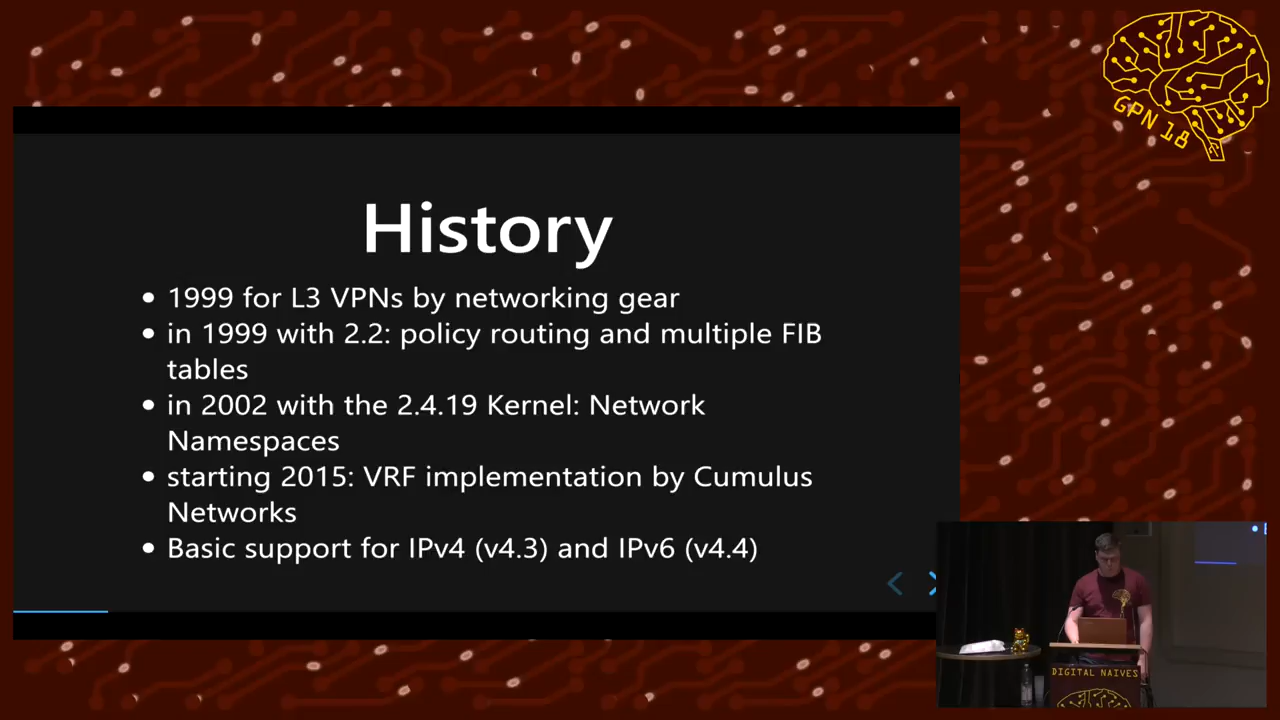 GPN 18
History
• 1999 for L3 VPNs by networking gear
• in 1999 with 2.2: policy routing and multiple FIB
tables
• in 2002 with the 2.4.19 Kernel: Network
Namespaces
• starting 2015: VRF implementation by Cumulus
Networks
• Basic support for IPv4 (v4.3) and IPv6 (v4.4)
DIGITAL NAIVES